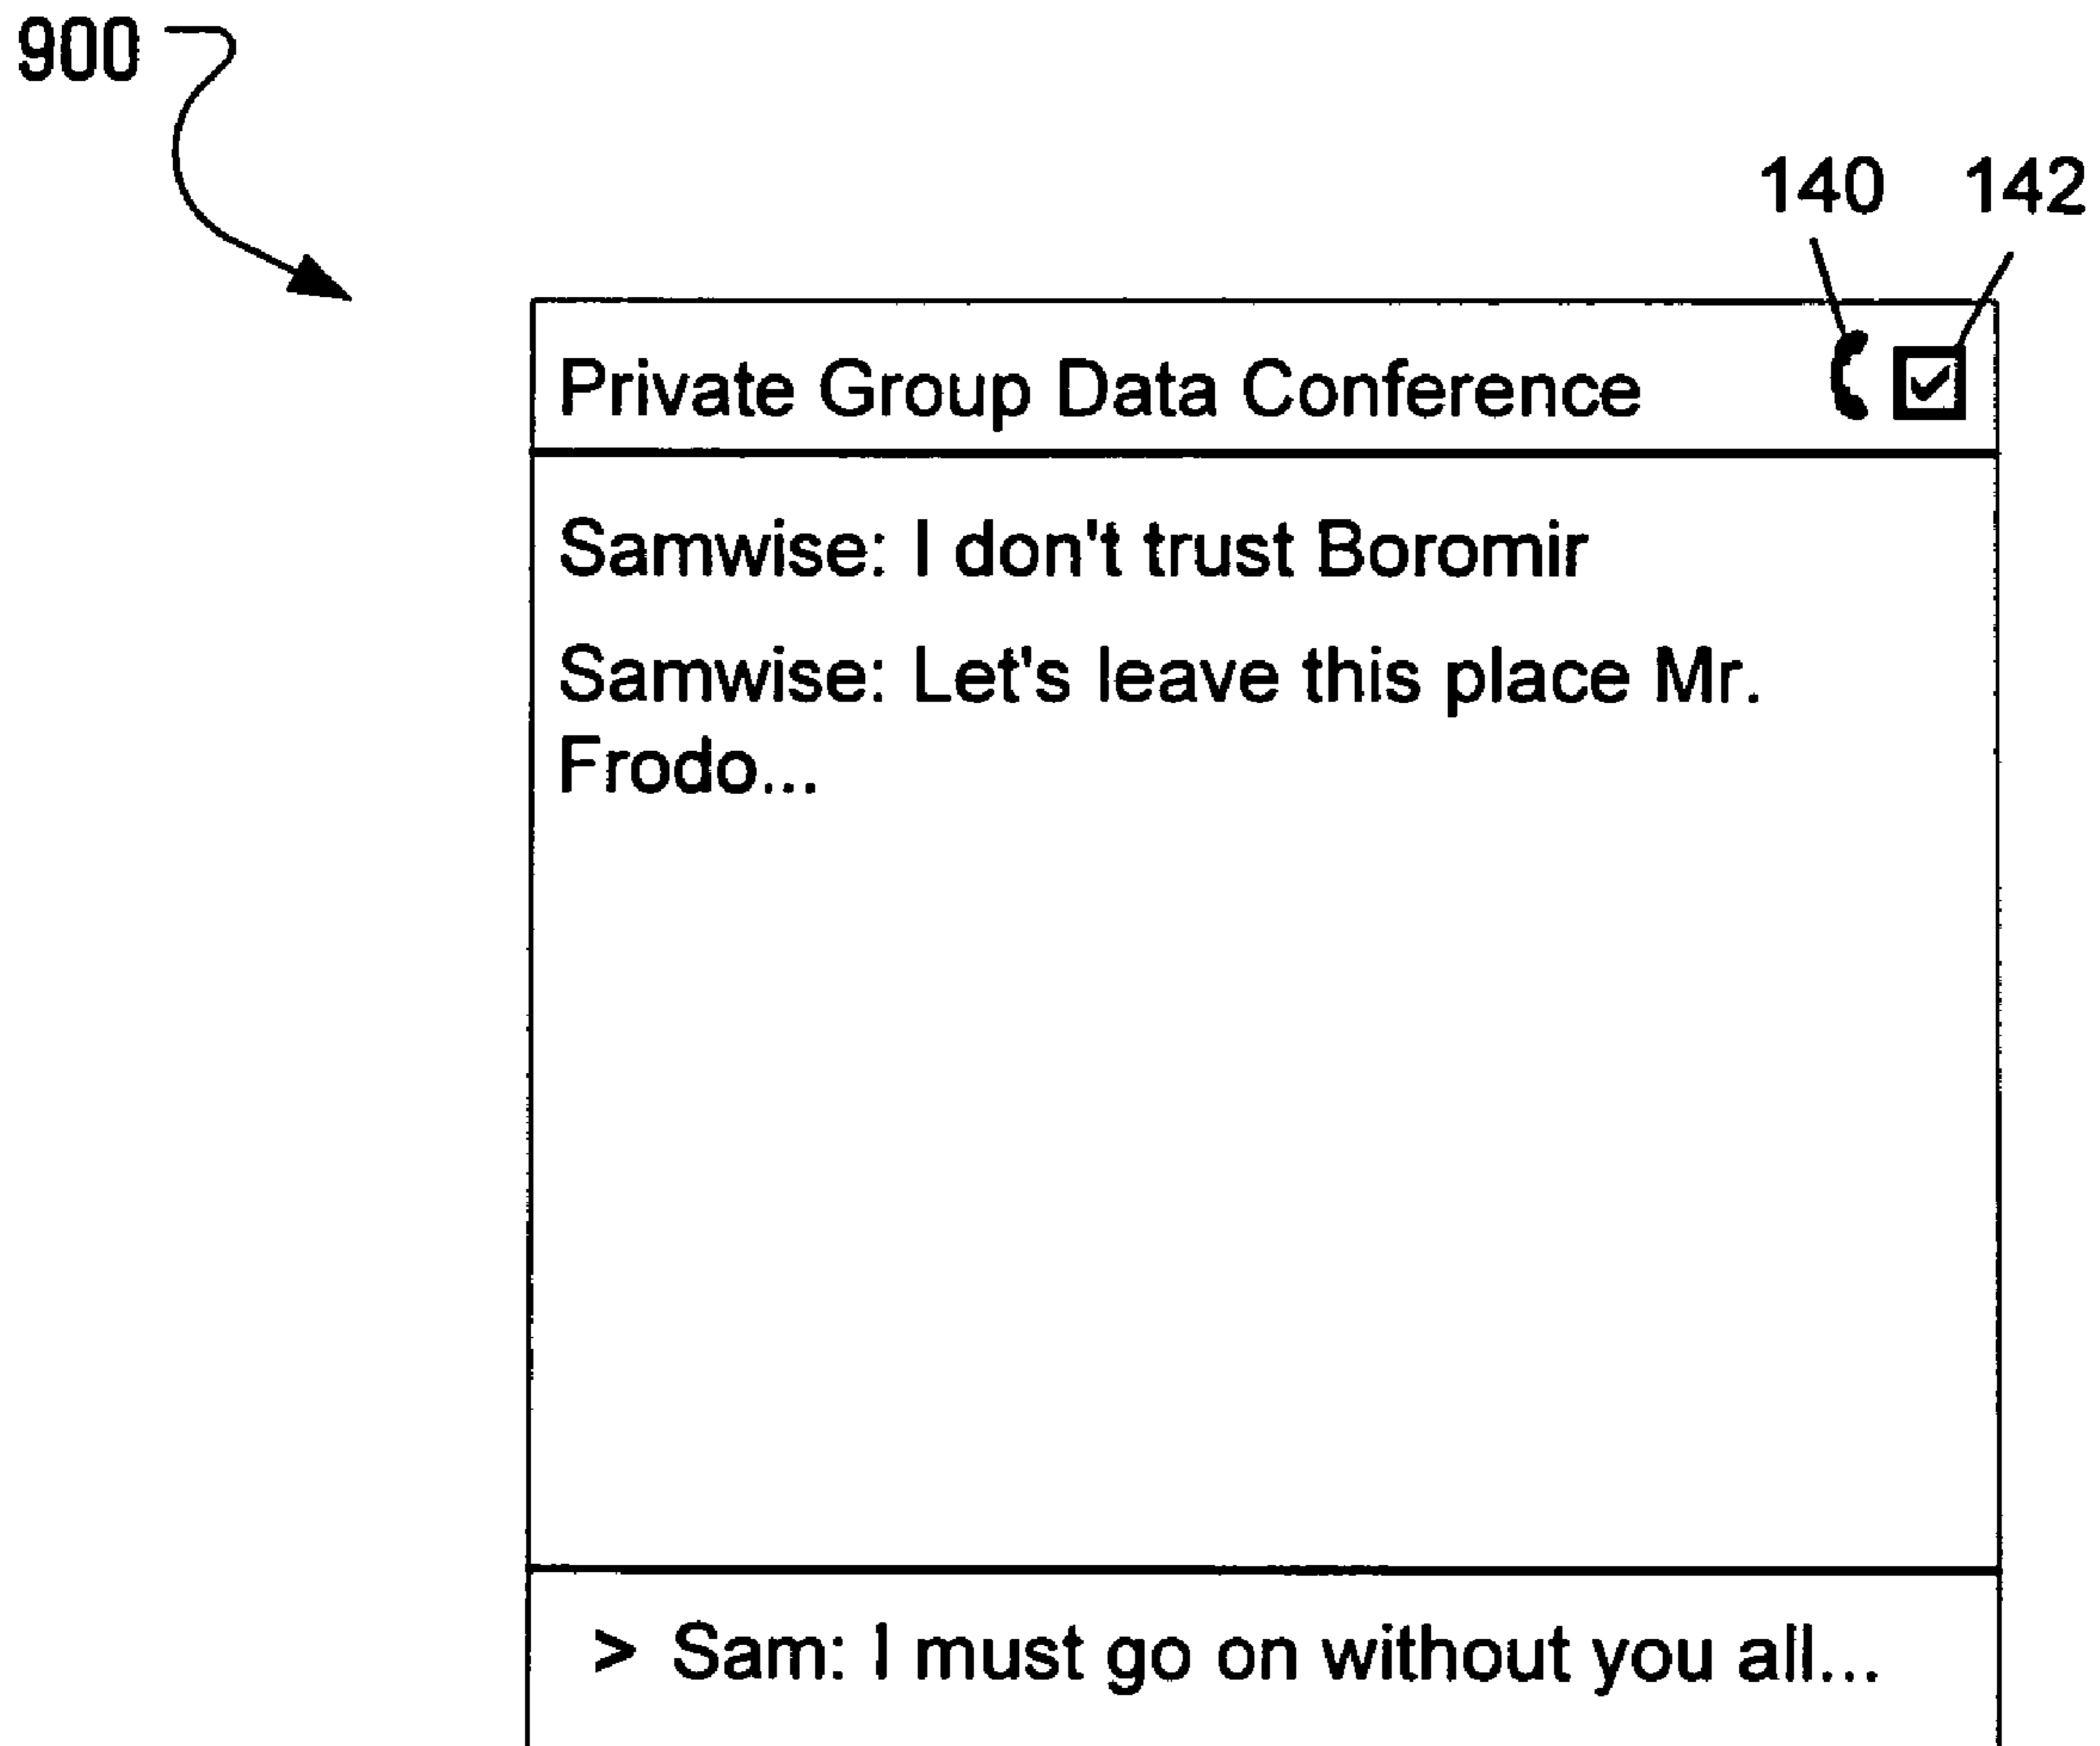 900
140 142
Private Group Data Conference
Samwise: I don't trust Boromir
Samwise: Let's leave this place Mr.
Frodo...
> Sam: I must go on without you all...